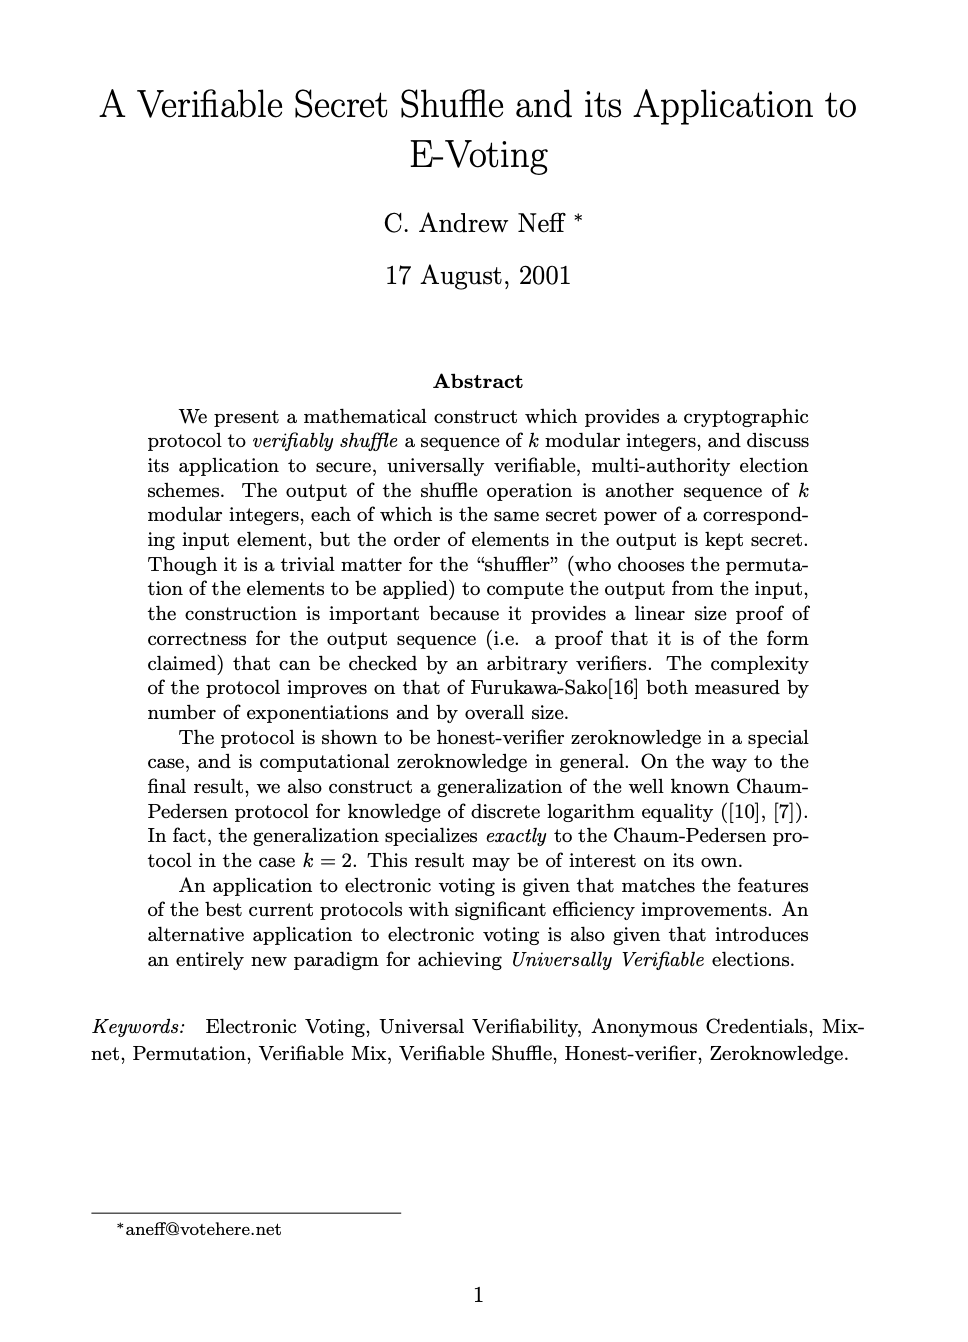 A Verifiable Secret Shuffle and its Application to
E-Voting
C. Andrew Neff *
17 August, 2001
Abstract
We present a mathematical construct which provides a cryptographic
protocol to verifiably shuffle a sequence of k modular integers, and discuss
its application to secure, universally verifiable, multi-authority election
schemes. The output of the shuffle operation is another sequence of k
modular integers, each of which is the same secret power of a correspond-
ing input element, but the order of elements in the output is kept secret.
Though it is a trivial matter for the “shuffler” (who chooses the permuta-
tion of the elements to be applied) to compute the output from the input,
the construction is important because it provides a linear size proof of
correctness for the output sequence (i.e. a proof that it is of the form
claimed) that can be checked by an arbitrary verifiers. The complexity
of the protocol improves on that of Furukawa-Sako[16] both measured by
number of exponentiations and by overall size.
The protocol is shown to be honest-verifier zeroknowledge in a special
case, and is computational zeroknowledge in general. On the way to the
final result, we also construct a generalization of the well known Chaum-
Pedersen protocol for knowledge of discrete logarithm equality ([10], [7]).
In fact, the generalization specializes exactly to the Chaum-Pedersen pro-
tocol in the case k = 2. This result may be of interest on its own.
An application to electronic voting is given that matches the features
of the best current protocols with significant efficiency improvements. An
alternative application to electronic voting is also given that introduces
an entirely new paradigm for achieving Universally Verifiable elections.
Keywords: Electronic Voting, Universal Verifiability, Anonymous Credentials, Mix-
net, Permutation, Verifiable Mix, Verifiable Shuffle, Honest-verifier, Zeroknowledge.
*aneff@votehere.net
1